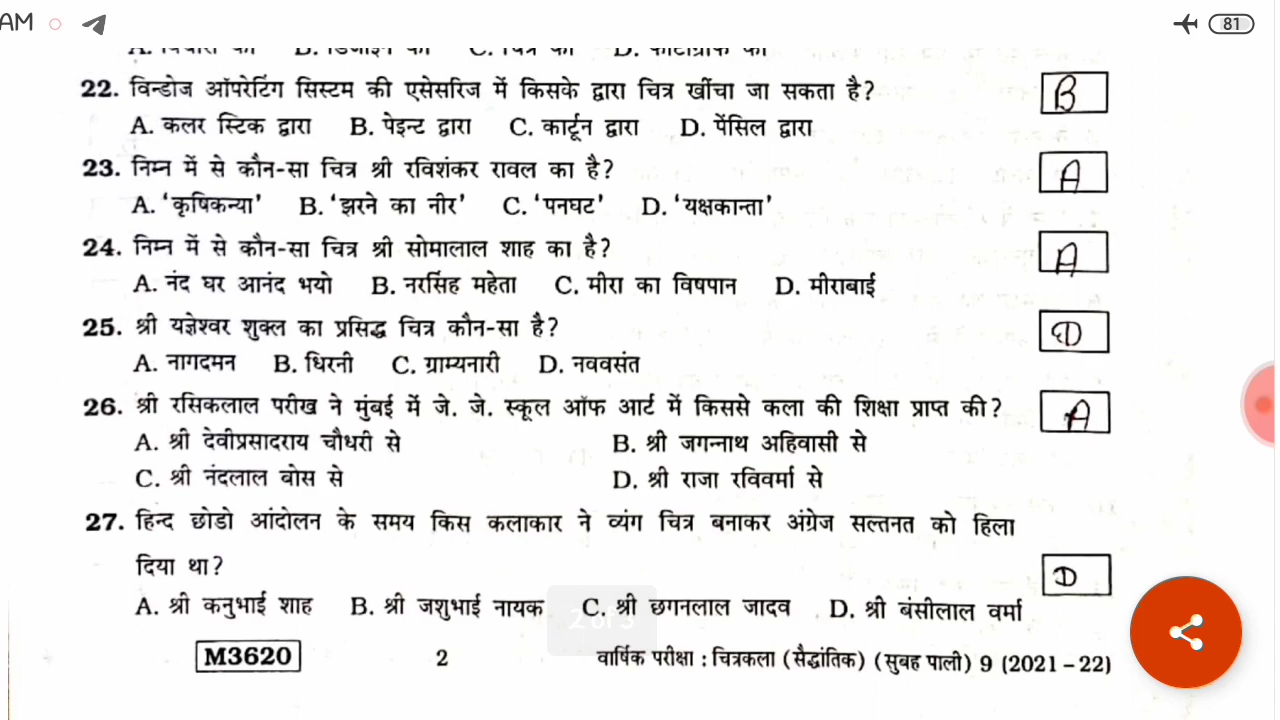 AM
81
22. विन्डोज ऑपरेटिंग सिस्टम की एसेसरिज में किसके द्वारा चित्र खींचा जा सकता है? B
A. कलर स्टिक द्वारा B. पेइन्ट द्वारा C. कार्टून द्वारा D. पेंसिल द्वारा
23. निम्न में से कौन-सा चित्र श्री रविशंकर रावल का है? A
A. 'कृषिकन्या' B. 'झरने का नीर' C. 'पनघट' D. 'यक्षकान्ता'
24. निम्न में से कौन-सा चित्र श्री सोमालाल शाह का है? A
A. नंद घर आनंद भयो B. नरसिंह महेता C. मीरा का विषपान D. मीराबाई
25. श्री यज्ञेश्वर शुक्ल का प्रसिद्ध चित्र कौन-सा है? D
A. नागदमन B. धिरनी C. ग्राम्यनारी D. नववसंत
26. श्री रसिकलाल परीख ने मुंबई में जे. जे. स्कूल ऑफ आर्ट में किससे कला की शिक्षा प्राप्त की? A
A. श्री देवीप्रसादराय चौधरी से B. श्री जगन्नाथ अहिवासी से
C. श्री नंदलाल बोस से D. श्री राजा रविवर्मा से
27. हिन्द छोडो आंदोलन के समय किस कलाकार ने व्यंग चित्र बनाकर अंग्रेज सल्तनत को हिला
दिया था? D
A. श्री कनुभाई शाह B. श्री जशुभाई नायक C. श्री छगनलाल जादव D. श्री बंसीलाल वर्मा
2 of 3
M3620 2 वार्षिक परीक्षा : चित्रकला (सैद्धांतिक) (सुबह पाली) 9 (2021 – 22)